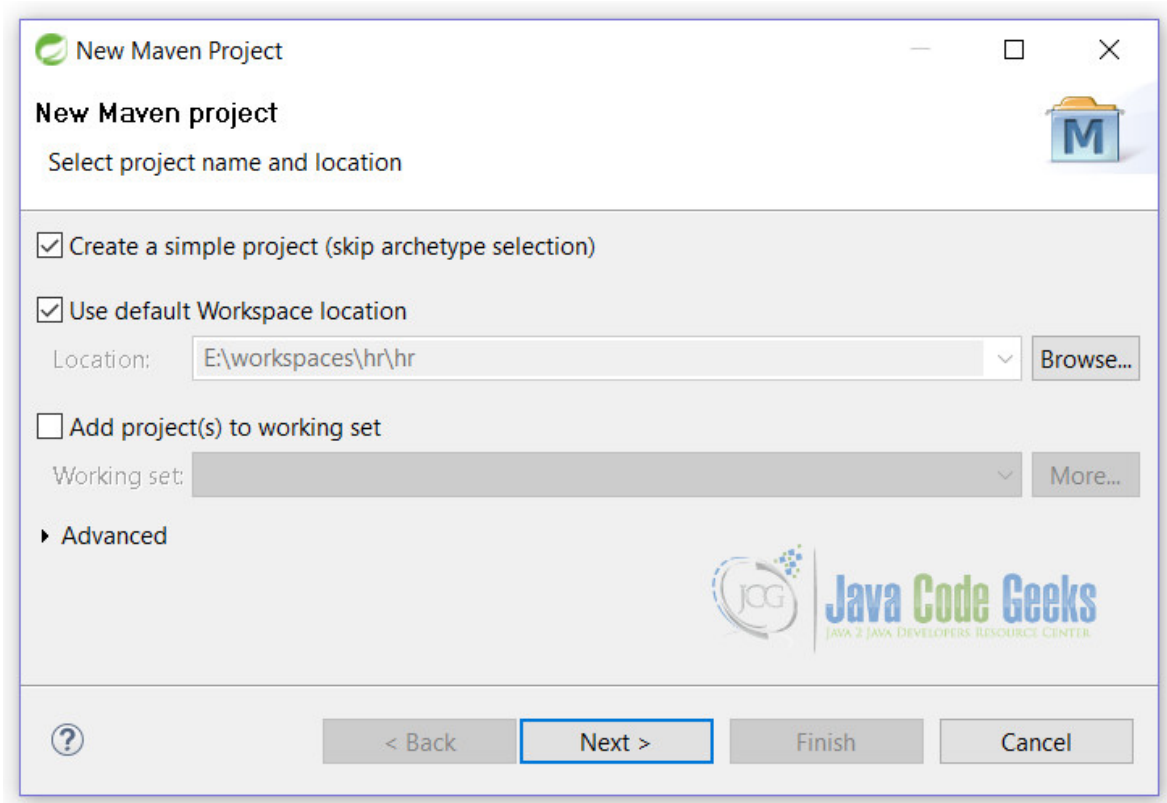 New Maven Project
New Maven project
M
Select project name and location
Create a simple project (skip archetype selection)
Use default Workspace location
Location: E:\workspaces\hr\hr Browse...
Add project(s) to working set
Working set: More...
Advanced
JCG Java Code Geeks
JAVA 2 JAVA DEVELOPERS RESOURCE CENTER
? < Back Next > Finish Cancel